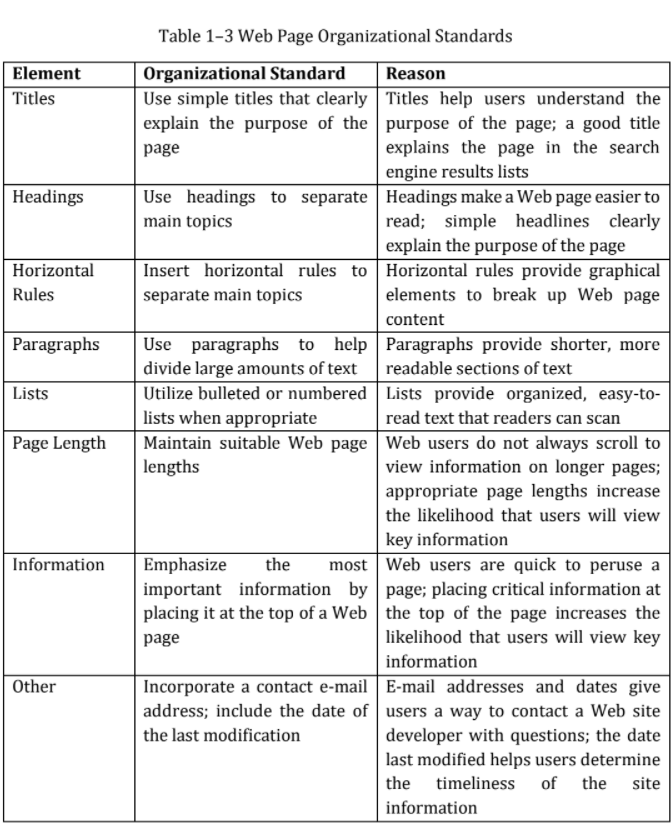 Table 1–3 Web Page Organizational Standards
Element Organizational Standard Reason
Titles Use simple titles that clearly Titles help users understand the
explain the purpose of the purpose of the page; a good title
page explains the page in the search
engine results lists
Headings Use headings to separate Headings make a Web page easier to
main topics read; simple headlines clearly
explain the purpose of the page
Horizontal Insert horizontal rules to Horizontal rules provide graphical
Rules separate main topics elements to break up Web page
content
Paragraphs Use paragraphs to help Paragraphs provide shorter, more
divide large amounts of text readable sections of text
Lists Utilize bulleted or numbered Lists provide organized, easy-to-
lists when appropriate read text that readers can scan
Page Length Maintain suitable Web page Web users do not always scroll to
lengths view information on longer pages;
appropriate page lengths increase
the likelihood that users will view
key information
Information Emphasize the most Web users are quick to peruse a
important information by page; placing critical information at
placing it at the top of a Web the top of the page increases the
page likelihood that users will view key
information
Other Incorporate a contact e-mail E-mail addresses and dates give
address; include the date of users a way to contact a Web site
the last modification developer with questions; the date
last modified helps users determine
the timeliness of the site
information